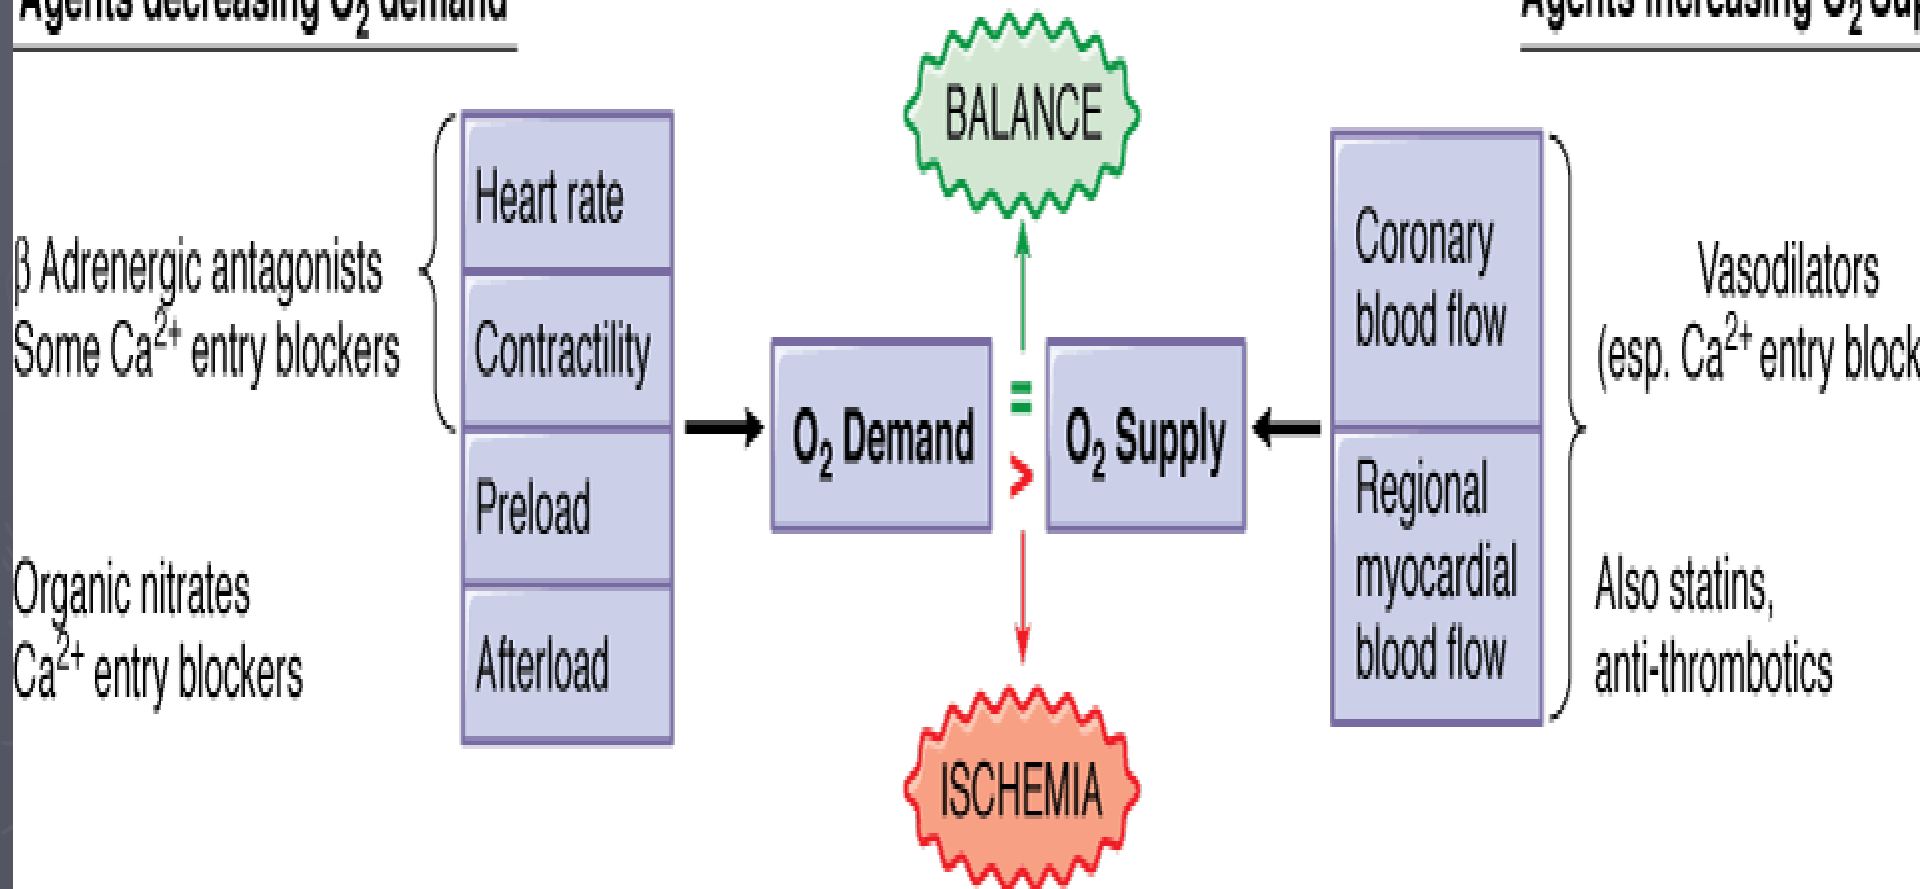 Agents decreasing O₂ demand
Agents increasing O₂ Sup
BALANCE
Heart rate
Contractility
Preload
Afterload
β Adrenergic antagonists
Some Ca²⁺ entry blockers
Organic nitrates
Ca²⁺ entry blockers
O₂ Demand
=
>
O₂ Supply
Coronary
blood flow
Regional
myocardial
blood flow
Vasodilators
(esp. Ca²⁺ entry block
Also statins,
anti-thrombotics
ISCHEMIA